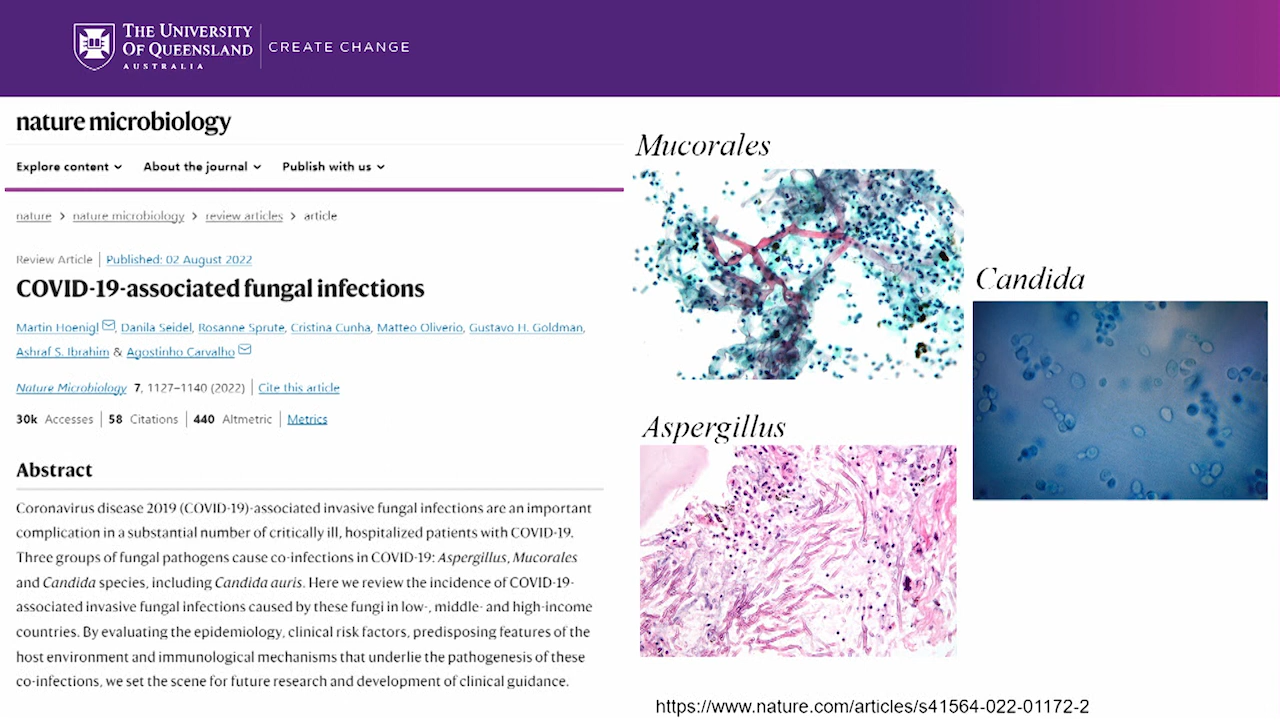 THE UNIVERSITY
OF QUEENSLAND
AUSTRALIA
CREATE CHANGE
nature microbiology
Explore content About the journal Publish with us
nature > nature microbiology > review articles > article
Review Article | Published: 02 August 2022
COVID-19-associated fungal infections
Martin Hoenigl, Danila Seidel, Rosanne Sprute, Cristina Cunha, Matteo Oliverio, Gustavo H. Goldman,
Ashraf S. Ibrahim & Agostinho Carvalho
Nature Microbiology 7, 1127–1140 (2022) | Cite this article
30k Accesses | 58 Citations | 440 Altmetric | Metrics
Abstract
Coronavirus disease 2019 (COVID-19)-associated invasive fungal infections are an important
complication in a substantial number of critically ill, hospitalized patients with COVID-19.
Three groups of fungal pathogens cause co-infections in COVID-19: Aspergillus, Mucorales
and Candida species, including Candida auris. Here we review the incidence of COVID-19-
associated invasive fungal infections caused by these fungi in low-, middle- and high-income
countries. By evaluating the epidemiology, clinical risk factors, predisposing features of the
host environment and immunological mechanisms that underlie the pathogenesis of these
co-infections, we set the scene for future research and development of clinical guidance.
Mucorales
Candida
Aspergillus
https://www.nature.com/articles/s41564-022-01172-2